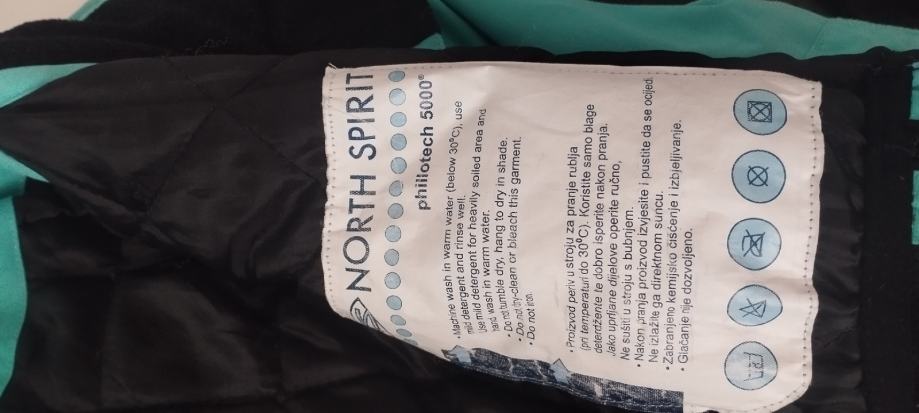 NORTH SPIRIT
phillotech 5000®
• Machine wash in warm water (below 30°C), use
mild detergent and rinse well.
Use mild detergent for heavily soiled area and
hand wash in warm water.
• Do not tumble dry, hang to dry in shade.
• Do not dry-clean or bleach this garment.
• Do not iron.
• Proizvod periv u stroju za pranje rublja
(pri temperaturi do 30°C). Koristite samo blage
deterdžente te dobro isperite nakon pranja.
Jako uprljane dijelove operite ručno,
Ne sušiti u stroju s bubnjem.
• Nakon pranja proizvod izvjesite i pustite da se ocijedi.
Ne izlažite ga direktnom suncu.
• Zabranjeno kemijsko čišćenje i izbjeljivanje.
• Glačanje nije dozvoljeno.